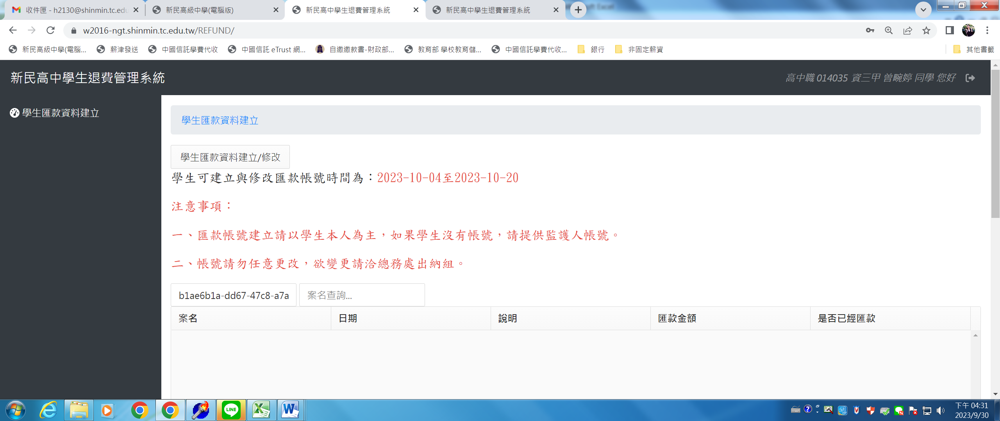 收件匣 - h2130@shinmin.tc.edu
新民高級中學(電腦版)
新民高中學生退費管理系統
新民高中學生退費管理系統
w2016-ngt.shinmin.tc.edu.tw/REFUND/
新民高級中學(電腦...
薪津發送
中國信託學費代收
中國信託 eTrust 網...
自繳繳款書-財政部...
教育部 學校教育儲...
中國信託學費代收...
銀行
非固定薪資
其他書籤
新民高中學生退費管理系統
高中職 014035 資三甲 曾畹婷 同學 您好
學生匯款資料建立
學生匯款資料建立
學生匯款資料建立/修改
學生可建立與修改匯款帳號時間為：2023-10-04至2023-10-20
注意事項：
一、匯款帳號建立請以學生本人為主，如果學生沒有帳號，請提供監護人帳號。
二、帳號請勿任意更改，欲變更請洽總務處出納組。
b1ae6b1a-dd67-47c8-a7a
案名查詢...
案名 日期 說明 匯款金額 是否已經匯款
LINE
下午 04:31
2023/9/30